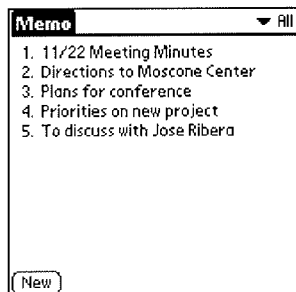 Memo ▼ All
1. 11/22 Meeting Minutes
2. Directions to Moscone Center
3. Plans for conference
4. Priorities on new project
5. To discuss with Jose Ribera
New